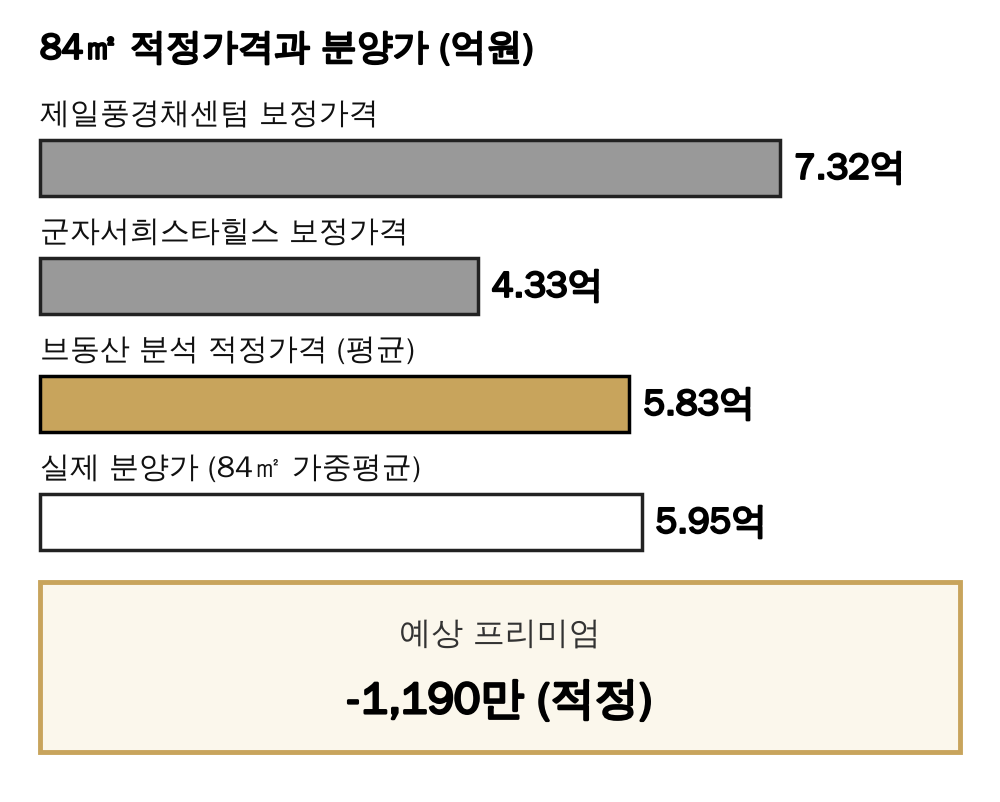 84㎡ 적정가격과 분양가 (억원)
제일풍경채센텀 보정가격
7.32억
군자서희스타힐스 보정가격
4.33억
브동산 분석 적정가격 (평균)
5.83억
실제 분양가 (84㎡ 가중평균)
5.95억
예상 프리미엄
-1,190만 (적정)